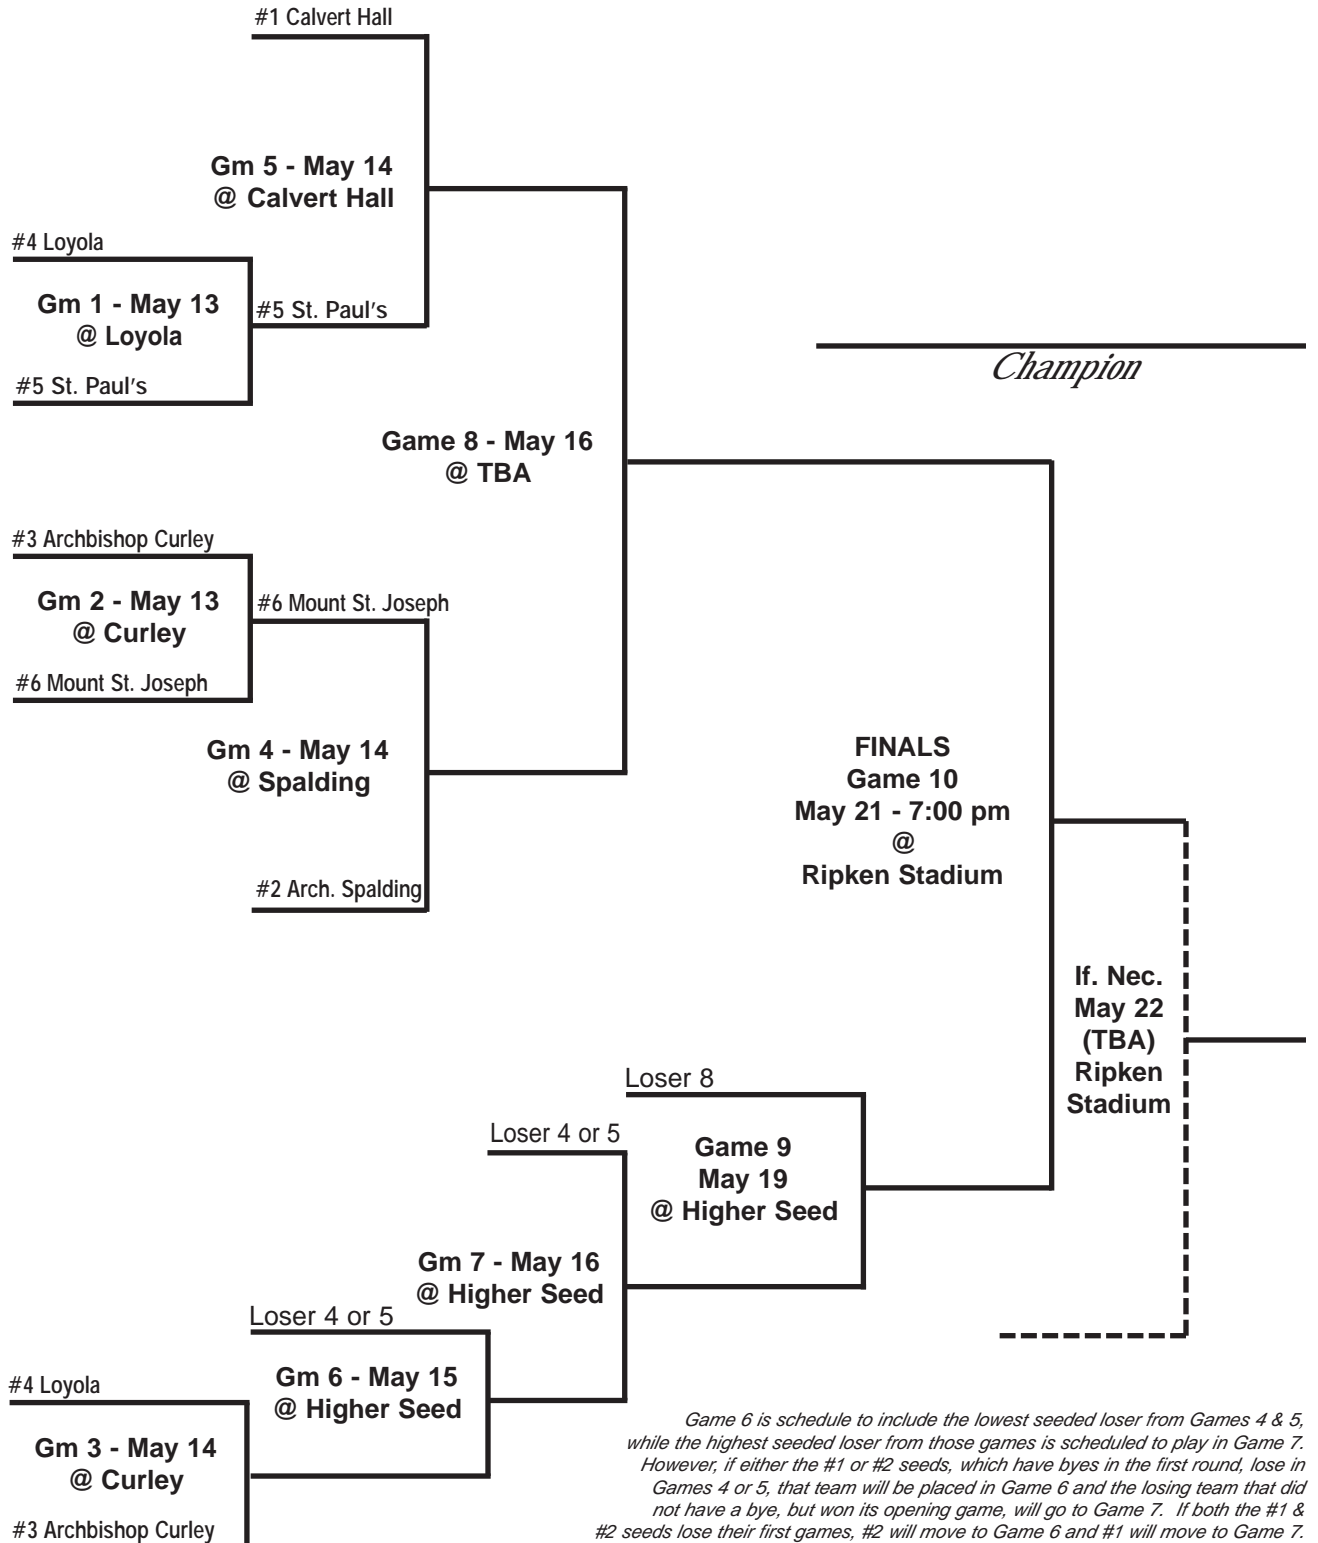 #1 Calvert Hall
Gm 5 - May 14
@ Calvert Hall
#4 Loyola
Gm 1 - May 13
@ Loyola
#5 St. Paul's
#5 St. Paul's
Champion
Game 8 - May 16
@ TBA
#3 Archbishop Curley
Gm 2 - May 13
@ Curley
#6 Mount St. Joseph
#6 Mount St. Joseph
Gm 4 - May 14
@ Spalding
#2 Arch. Spalding
FINALS
Game 10
May 21 - 7:00 pm
@
Ripken Stadium
If. Nec.
May 22
(TBA)
Ripken
Stadium
Loser 8
Loser 4 or 5
Game 9
May 19
@ Higher Seed
Gm 7 - May 16
@ Higher Seed
Loser 4 or 5
Gm 6 - May 15
@ Higher Seed
#4 Loyola
Gm 3 - May 14
@ Curley
#3 Archbishop Curley
Game 6 is schedule to include the lowest seeded loser from Games 4 & 5,
while the highest seeded loser from those games is scheduled to play in Game 7.
However, if either the #1 or #2 seeds, which have byes in the first round, lose in
Games 4 or 5, that team will be placed in Game 6 and the losing team that did
not have a bye, but won its opening game, will go to Game 7. If both the #1 &
#2 seeds lose their first games, #2 will move to Game 6 and #1 will move to Game 7.